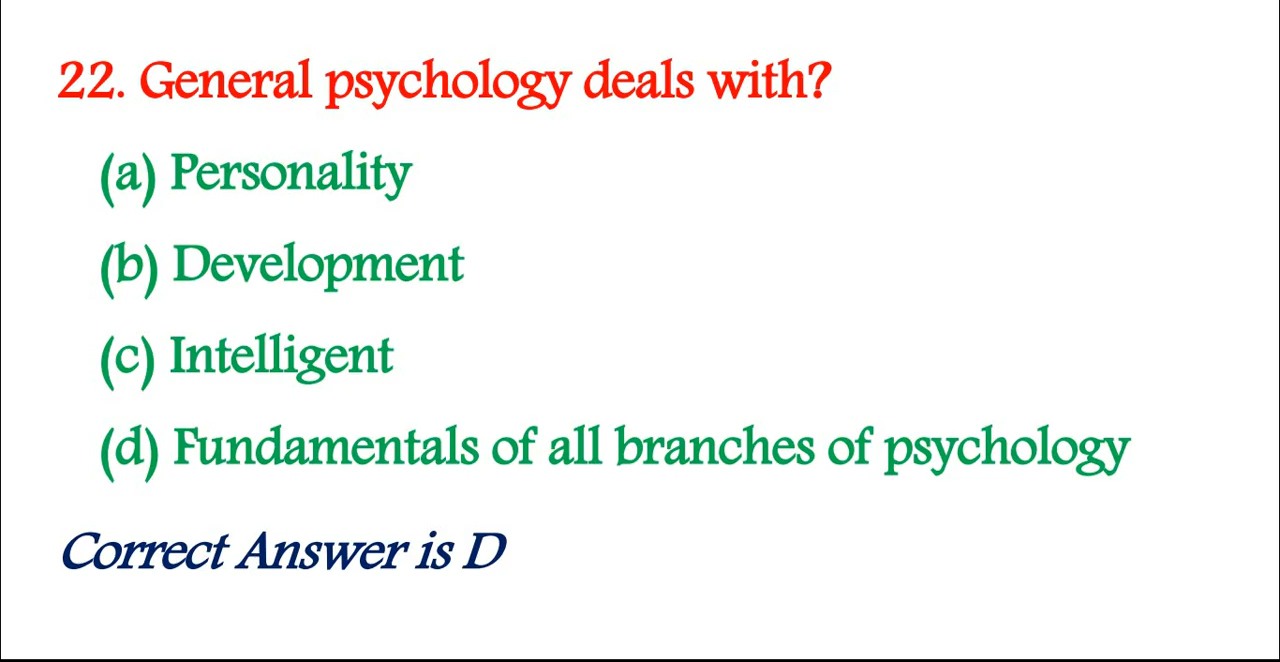 22. General psychology deals with?
(a) Personality
(b) Development
(c) Intelligent
(d) Fundamentals of all branches of psychology
Correct Answer is D